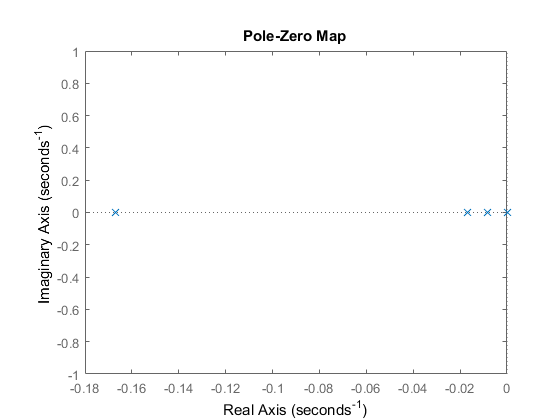 Pole-Zero Map
1
0.8
0.6
0.4
0.2
0
-0.2
-0.4
-0.6
-0.8
-1
Imaginary Axis (seconds⁻¹)
-0.18 -0.16 -0.14 -0.12 -0.1 -0.08 -0.06 -0.04 -0.02 0
Real Axis (seconds⁻¹)